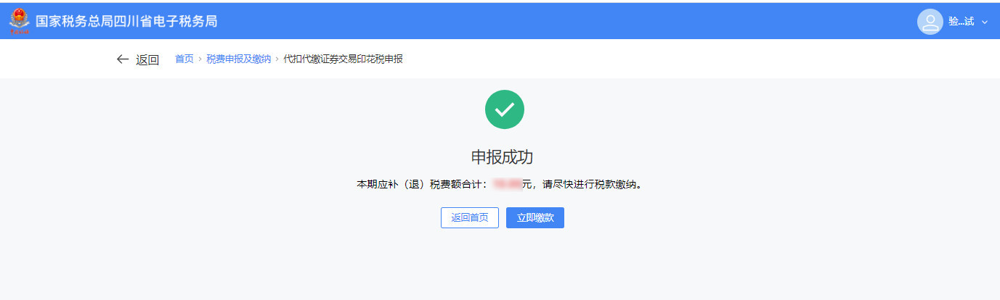 国家税务总局四川省电子税务局
验...试
返回 首页 > 税费申报及缴纳 > 代扣代缴证券交易印花税申报
申报成功
本期应补（退）税费额合计：元，请尽快进行税款缴纳。
返回首页 立即缴款